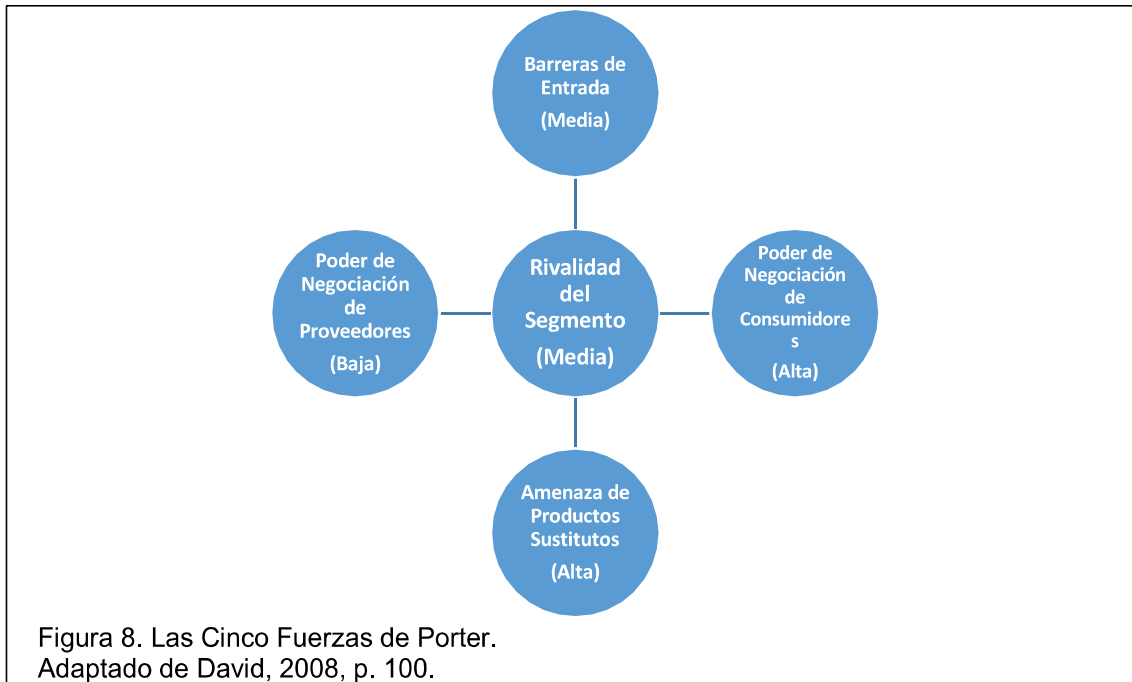 Barreras de
Entrada
(Media)
Poder de
Negociación
de
Proveedores
(Baja)
Rivalidad
del
Segmento
(Media)
Poder de
Negociación
de
Consumidore
s
(Alta)
Amenaza de
Productos
Sustitutos
(Alta)
Figura 8. Las Cinco Fuerzas de Porter.
Adaptado de David, 2008, p. 100.